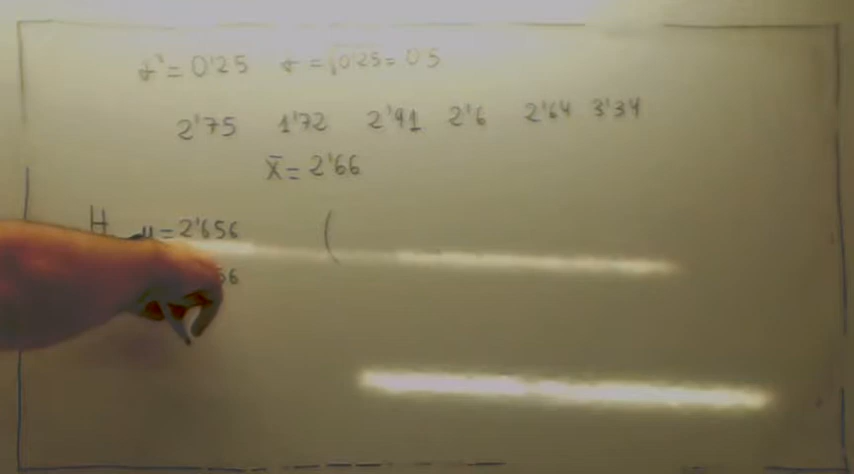 σ² = 0'25 σ = √0'25 = 0'5
2'75 1'72 2'91 2'6 2'64 3'34
x̄ = 2'66
H μ = 2'656 (
56